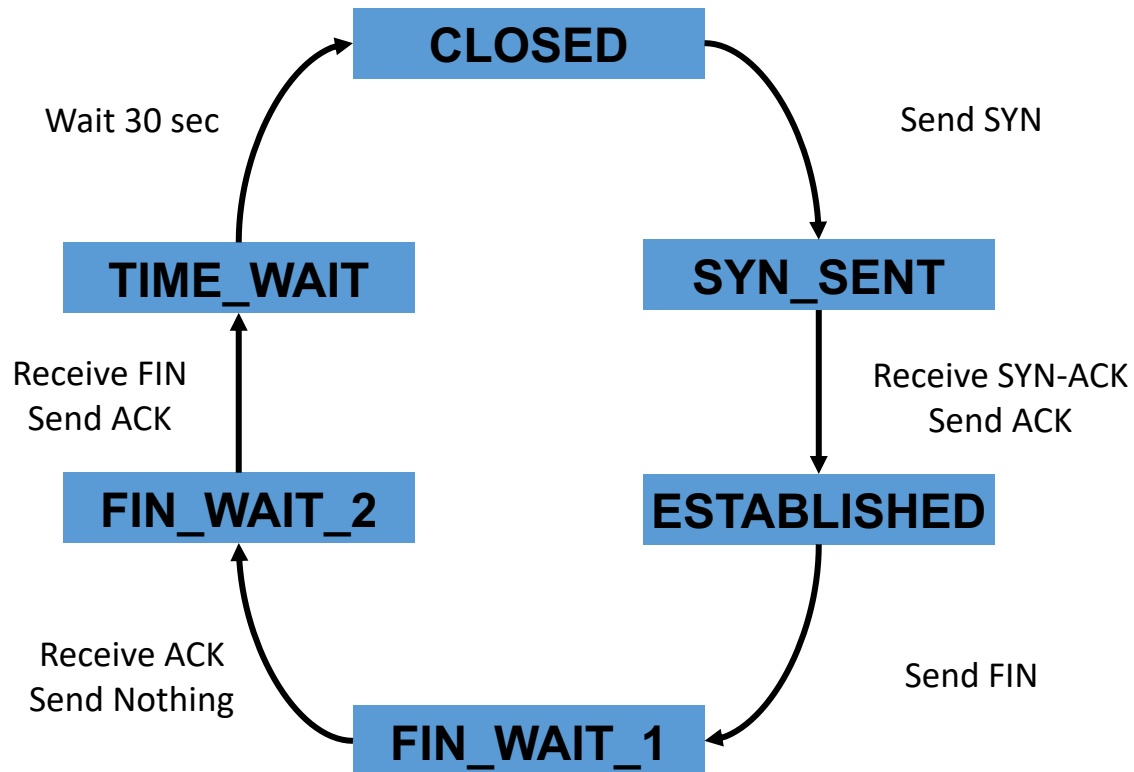 CLOSED
Wait 30 sec
Send SYN
TIME_WAIT
SYN_SENT
Receive FIN
Send ACK
Receive SYN-ACK
Send ACK
FIN_WAIT_2
ESTABLISHED
Receive ACK
Send Nothing
Send FIN
FIN_WAIT_1